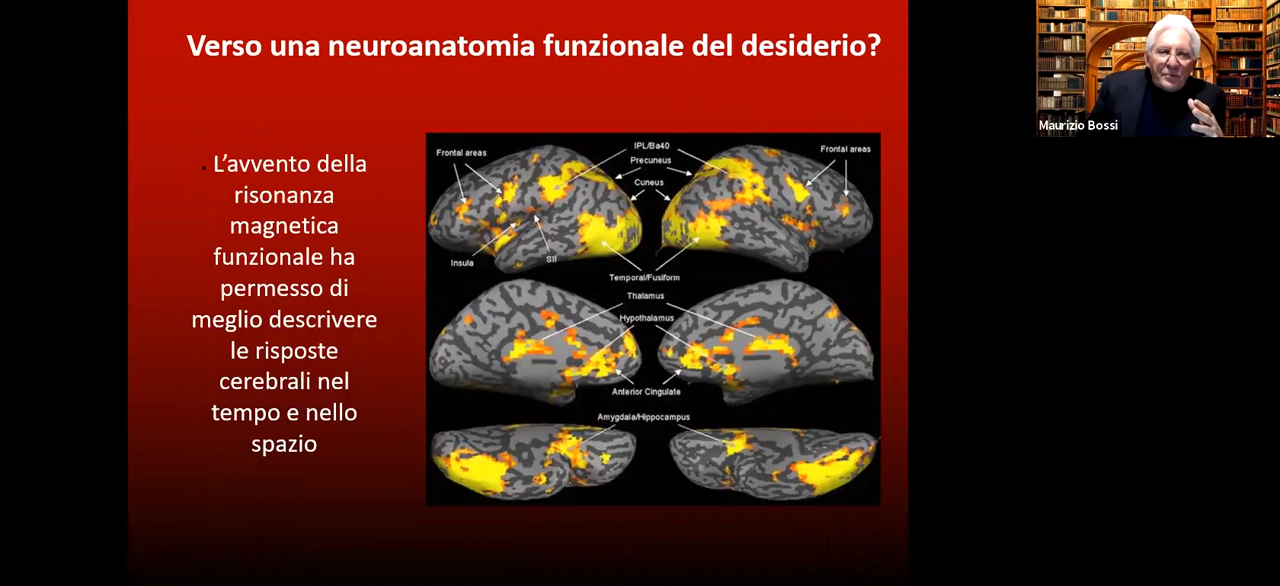 Verso una neuroanatomia funzionale del desiderio?
Maurizio Bossi
. L’avvento della
risonanza
magnetica
funzionale ha
permesso di
meglio descrivere
le risposte
cerebrali nel
tempo e nello
spazio
Frontal areas
IPL/Ba40
Precuneus
Cuneus
Frontal areas
Insula
SII
Temporal/Fusiform
Thalamus
Hypothalamus
Anterior Cingulate
Amygdala/Hippocampus